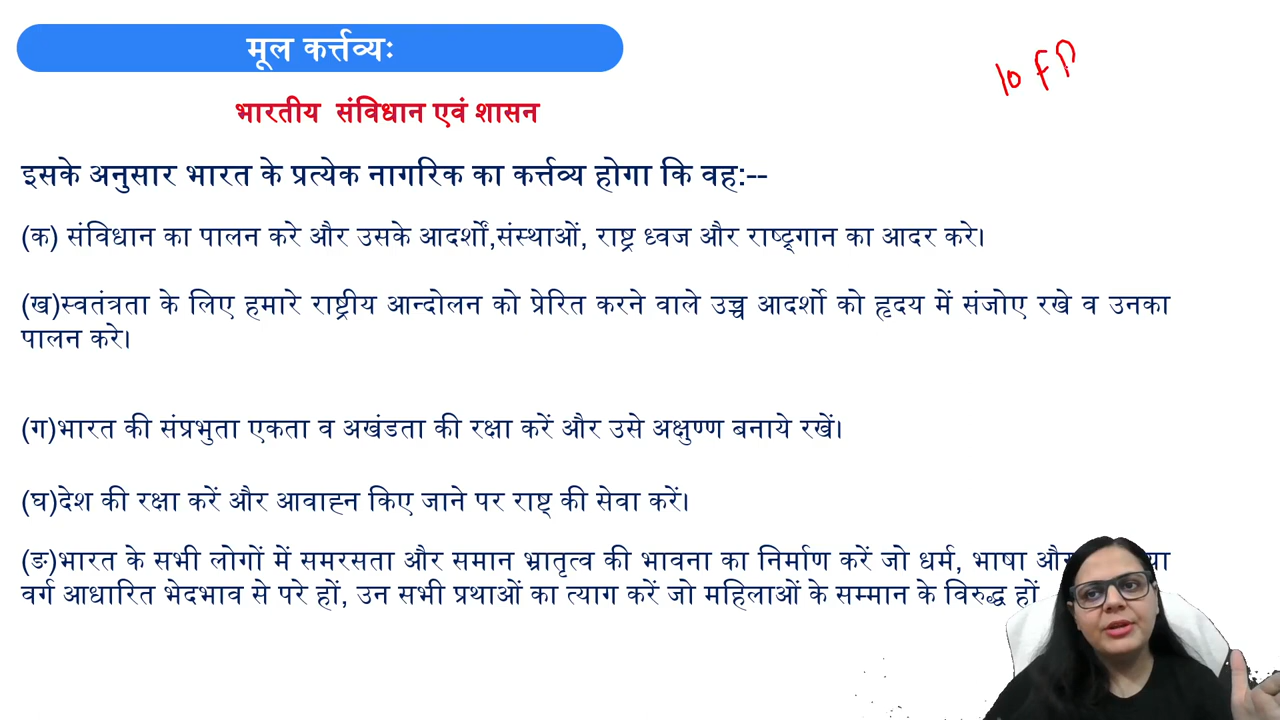 मूल कर्त्तव्यः
10 FD
भारतीय संविधान एवं शासन
इसके अनुसार भारत के प्रत्येक नागरिक का कर्त्तव्य होगा कि वह:--
(क) संविधान का पालन करे और उसके आदर्शों,संस्थाओं, राष्ट्र ध्वज और राष्ट्र्गान का आदर करे।
(ख)स्वतंत्रता के लिए हमारे राष्ट्रीय आन्दोलन को प्रेरित करने वाले उच्च आदर्शो को हृदय में संजोए रखे व उनका
पालन करे।
(ग)भारत की संप्रभुता एकता व अखंडता की रक्षा करें और उसे अक्षुण्ण बनाये रखें।
(घ)देश की रक्षा करें और आवाह्न किए जाने पर राष्ट् की सेवा करें।
(ङ)भारत के सभी लोगों में समरसता और समान भ्रातृत्व की भावना का निर्माण करें जो धर्म, भाषा और
वर्ग आधारित भेदभाव से परे हों, उन सभी प्रथाओं का त्याग करें जो महिलाओं के सम्मान के विरुद्ध हों